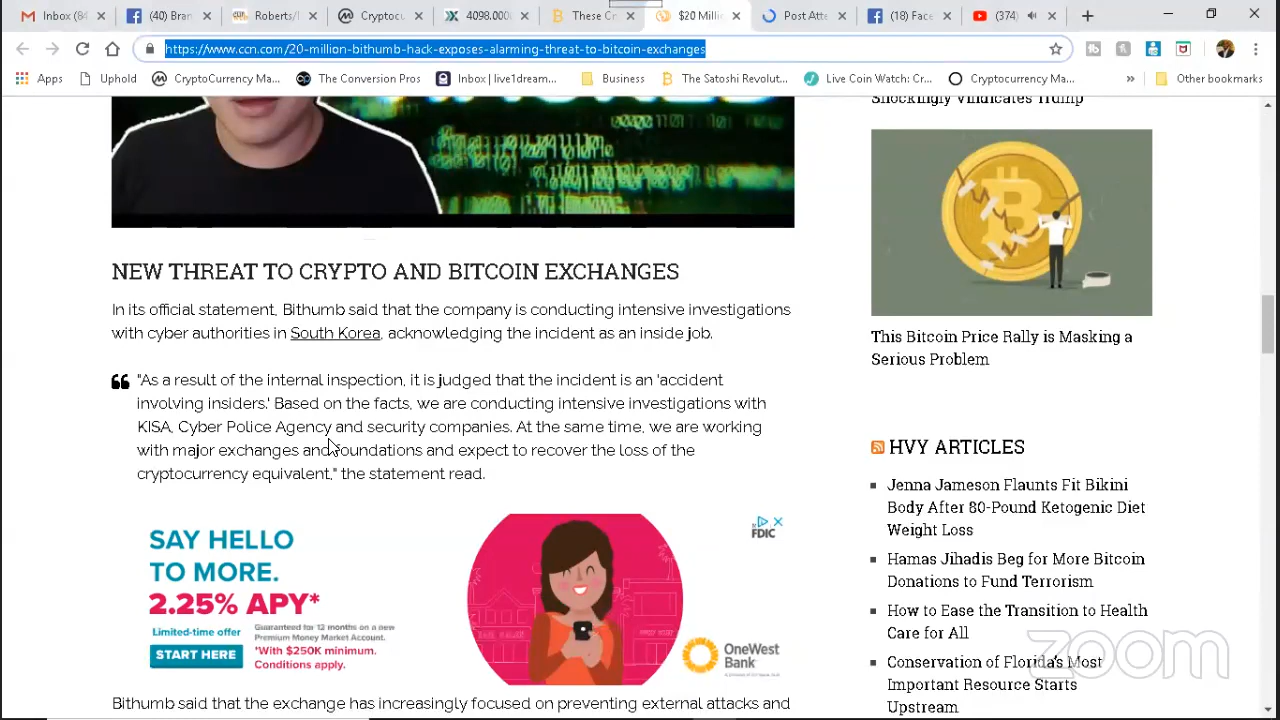 Inbox (84
(40) Bran
Roberts/
Cryptocu
4098.000
These Cr
$20 Millio
Post Atte
(18) Face
(374)
https://www.ccn.com/20-million-bithumb-hack-exposes-alarming-threat-to-bitcoin-exchanges
Apps
Uphold
CryptoCurrency Ma...
The Conversion Pros
Inbox | live1dream...
Business
The Satoshi Revolut...
Live Coin Watch: Cr...
Cryptocurrency Ma...
»
Other bookmarks
NEW THREAT TO CRYPTO AND BITCOIN EXCHANGES
In its official statement, Bithumb said that the company is conducting intensive investigations
with cyber authorities in South Korea, acknowledging the incident as an inside job.
"As a result of the internal inspection, it is judged that the incident is an 'accident
involving insiders.' Based on the facts, we are conducting intensive investigations with
KISA, Cyber Police Agency and security companies. At the same time, we are working
with major exchanges and foundations and expect to recover the loss of the
cryptocurrency equivalent," the statement read.
SAY HELLO
TO MORE.
2.25% APY*
Limited-time offer
START HERE
Guaranteed for 12 months on a new
Premium Money Market Account.
*With $250K minimum.
Conditions apply.
FDIC
OneWest
Bank
Bithumb said that the exchange has increasingly focused on preventing external attacks and
Shockingly Vindicates Trump
This Bitcoin Price Rally is Masking a
Serious Problem
HVY ARTICLES
Jenna Jameson Flaunts Fit Bikini
Body After 80-Pound Ketogenic Diet
Weight Loss
Hamas Jihadis Beg for More Bitcoin
Donations to Fund Terrorism
How to Ease the Transition to Health
Care for All
Conservation of Florida's Most
Important Resource Starts
Upstream
zoom